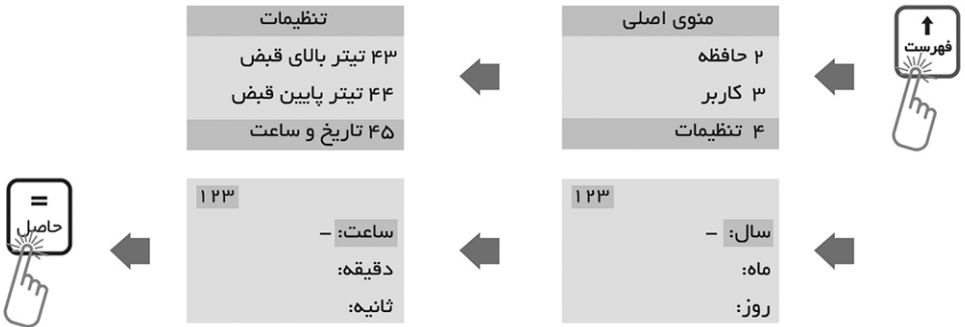 ↑
فهرست
منوی اصلی
۲ حافظه
۳ کاربر
۴ تنظیمات
تنظیمات
۴۳ تیتر بالای قبض
۴۴ تیتر پایین قبض
۴۵ تاریخ و ساعت
۱۲۳
سال: –
ماه:
روز:
۱۲۳
ساعت: –
دقیقه:
ثانیه:
=
حاصل